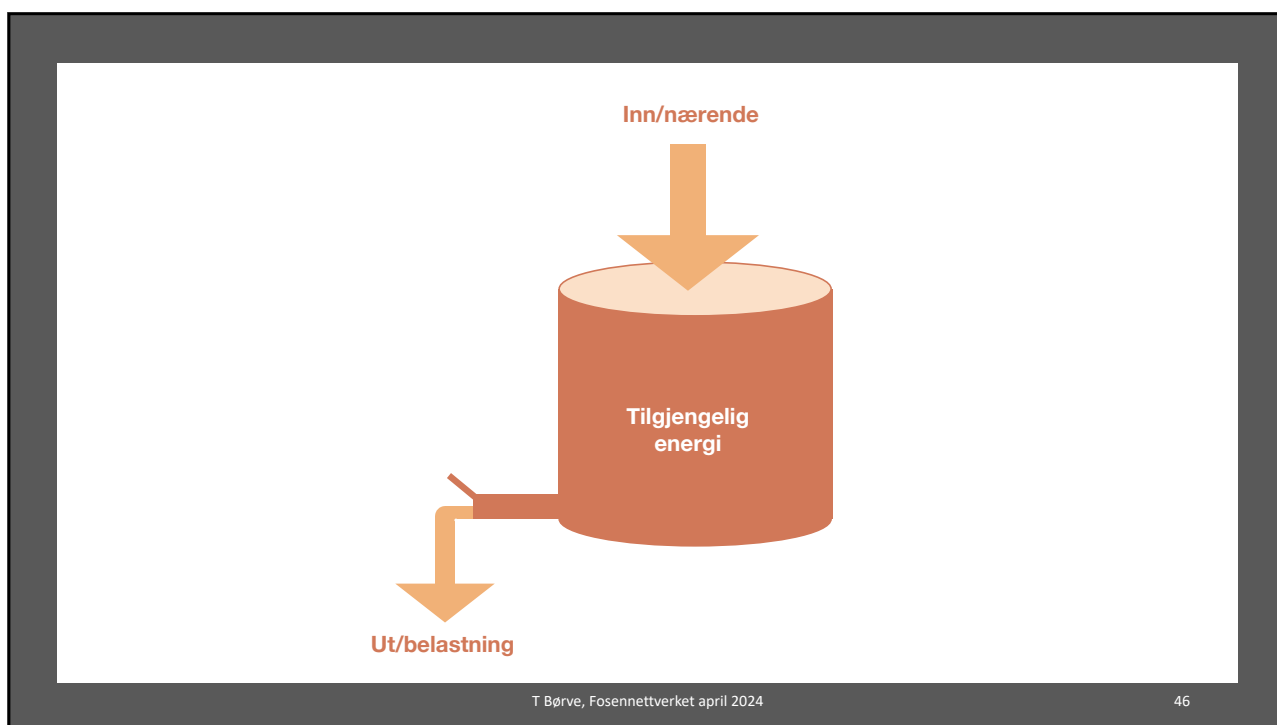 Inn/nærende
Tilgjengelig
energi
Ut/belastning
T Børve, Fosennettverket april 2024
46